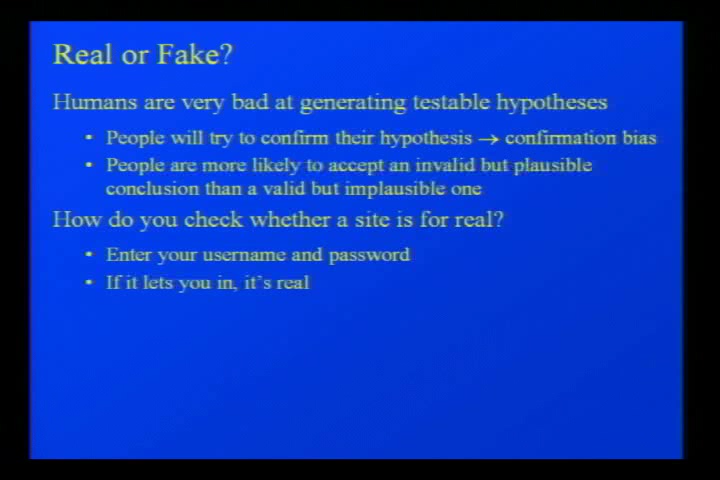 Real or Fake?
Humans are very bad at generating testable hypotheses
• People will try to confirm their hypothesis → confirmation bias
• People are more likely to accept an invalid but plausible
conclusion than a valid but implausible one
How do you check whether a site is for real?
• Enter your username and password
• If it lets you in, it's real